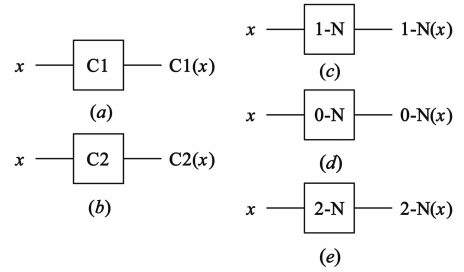 x C1 C1(x)
(a)
x C2 C2(x)
(b)
x 1-N 1-N(x)
(c)
x 0-N 0-N(x)
(d)
x 2-N 2-N(x)
(e)